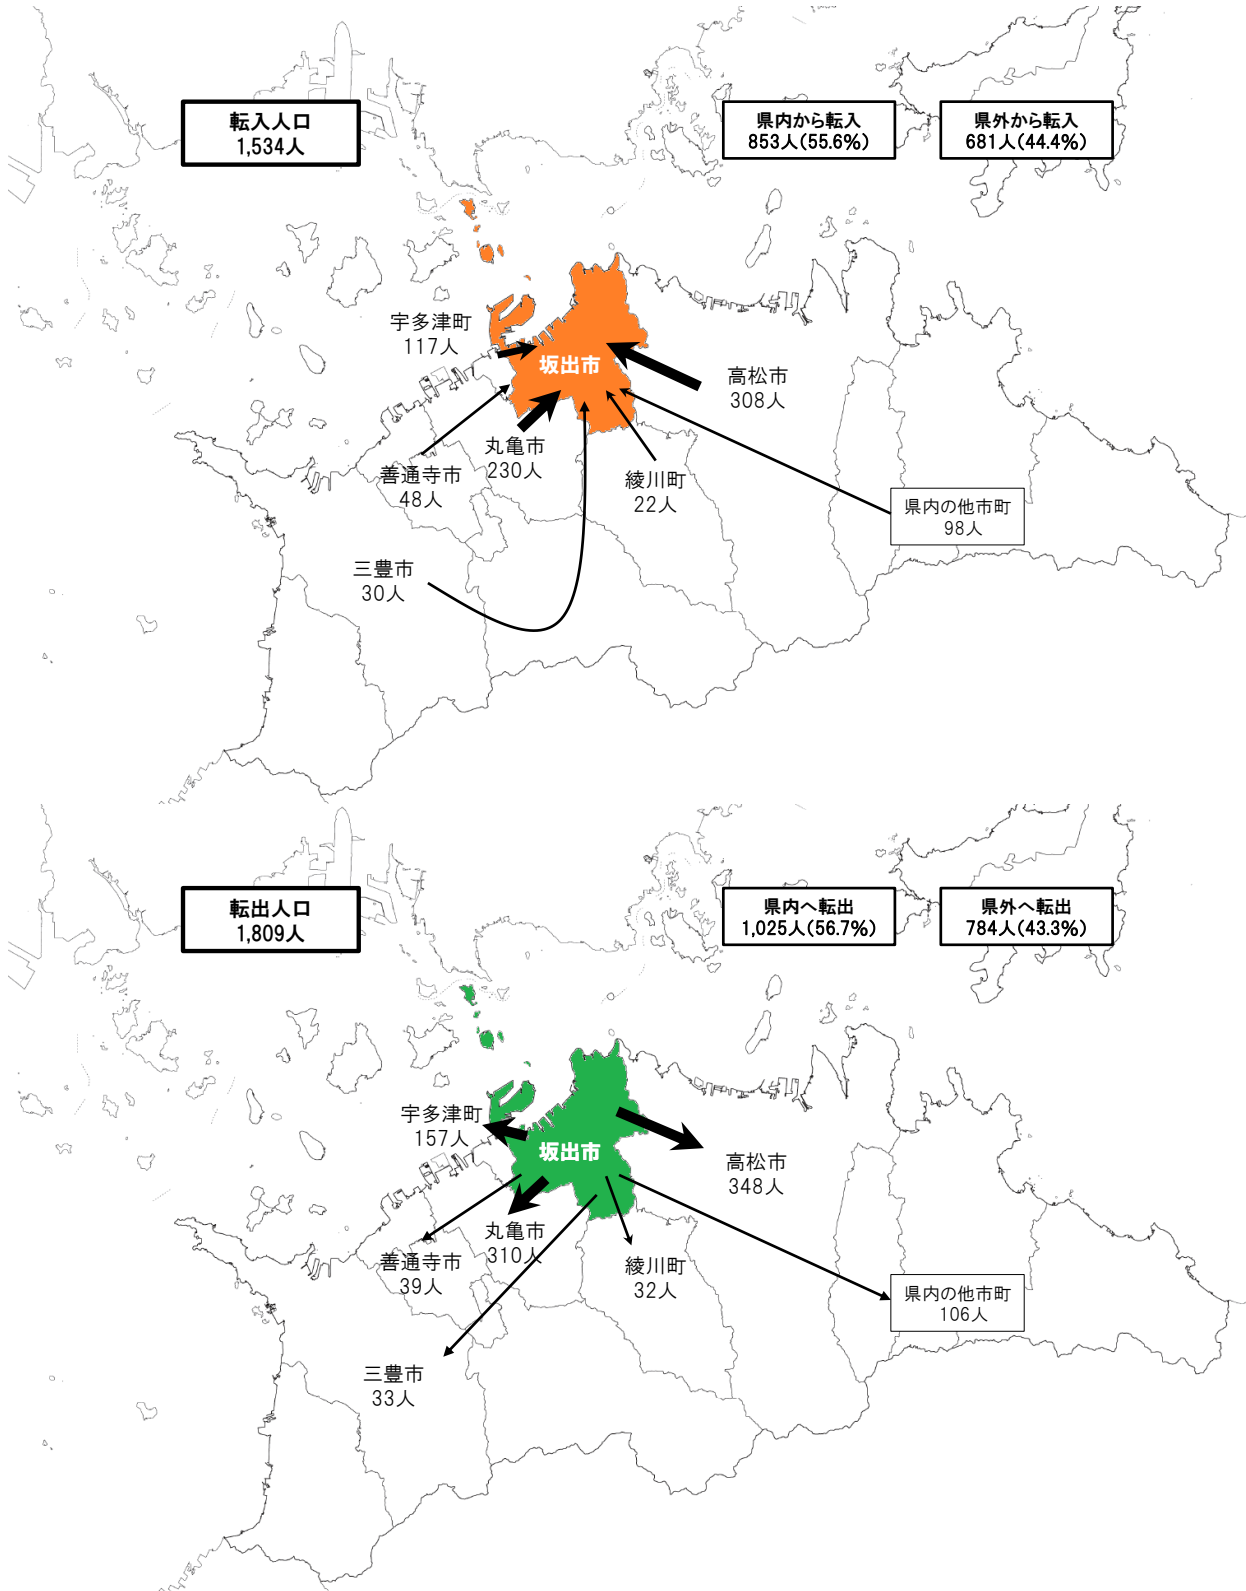 転入人口
1,534人
県内から転入
853人(55.6%)
県外から転入
681人(44.4%)
宇多津町
117人
坂出市
高松市
308人
丸亀市
230人
善通寺市
48人
綾川町
22人
県内の他市町
98人
三豊市
30人
転出人口
1,809人
県内へ転出
1,025人(56.7%)
県外へ転出
784人(43.3%)
宇多津町
157人
坂出市
高松市
348人
丸亀市
310人
善通寺市
39人
綾川町
32人
県内の他市町
106人
三豊市
33人